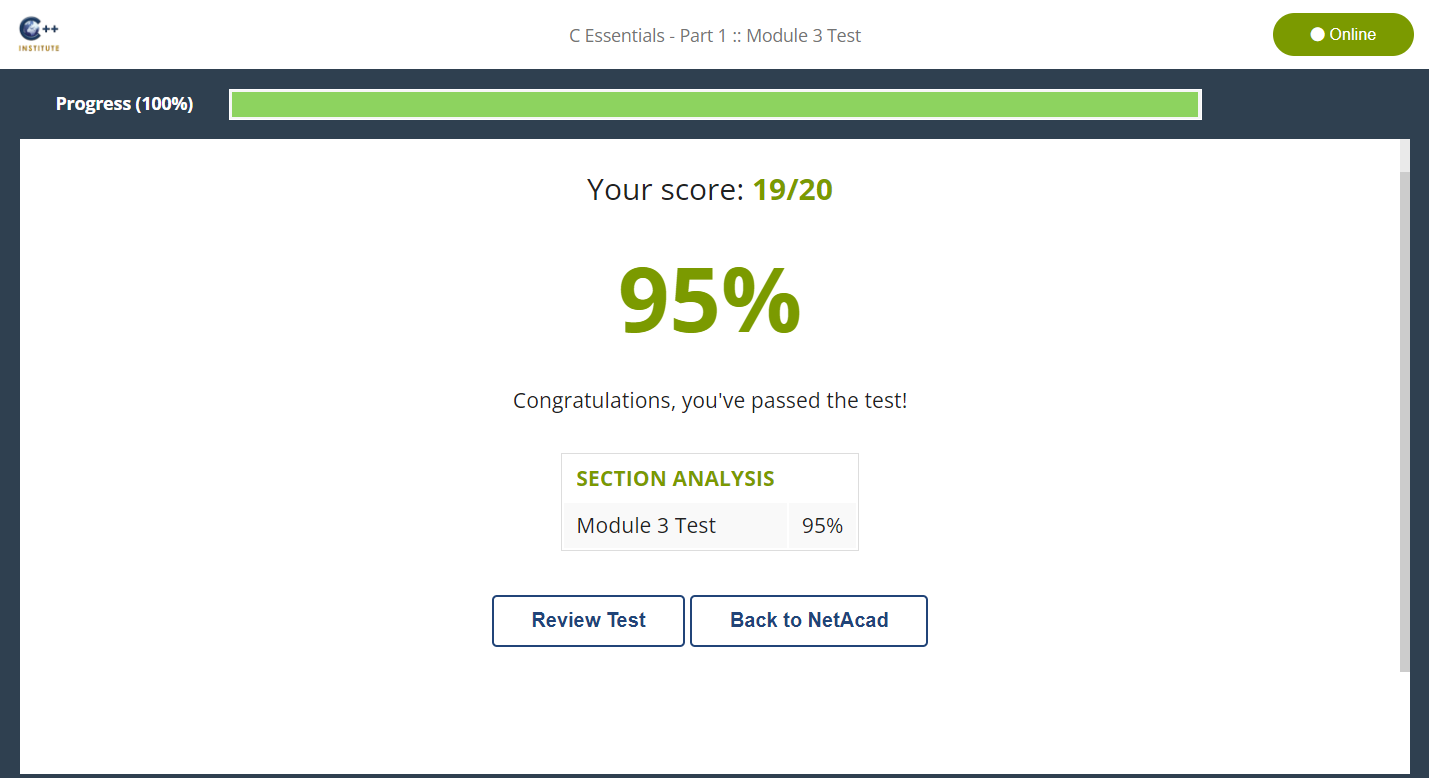 C++
INSTITUTE
C Essentials - Part 1 :: Module 3 Test
Online
Progress (100%)
Your score: 19/20
95%
Congratulations, you've passed the test!
SECTION ANALYSIS
Module 3 Test 95%
Review Test
Back to NetAcad